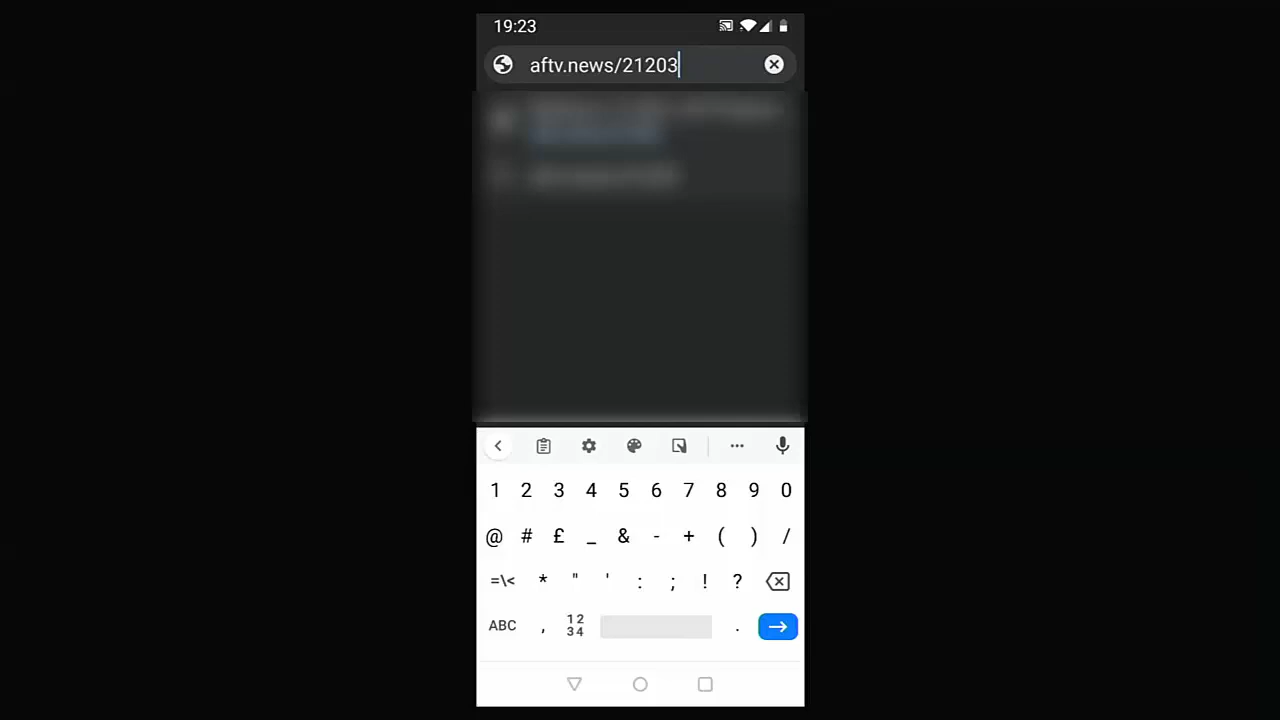 19:23
aftv.news/21203
1 2 3 4 5 6 7 8 9 0
@ # £ _ & - + ( ) /
=\< * " ' : ; ! ?
ABC , 12 34 .